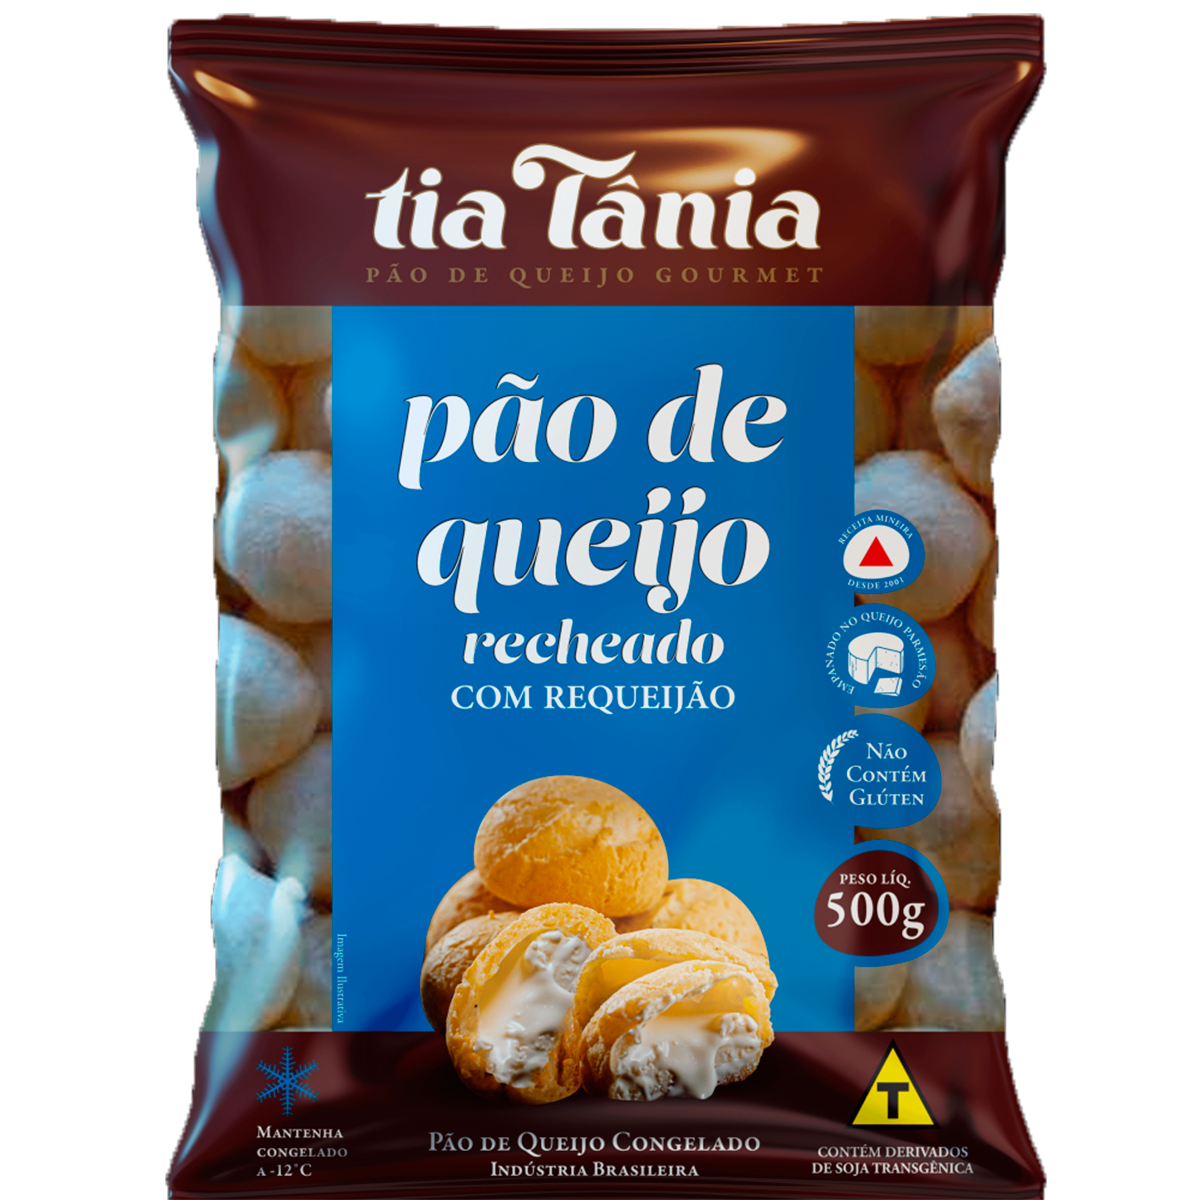 tia Tânia
PÃO DE QUEIJO GOURMET
pão de
queijo
recheado
COM REQUEIJÃO
RECEITA MINEIRA
DESDE 2001
EMPANADO NO QUEIJO PARMESÃO
NÃO
CONTÉM
GLÚTEN
PESO LÍQ.
500g
Imagem Ilustrativa
MANTENHA
CONGELADO
A -12°C
PÃO DE QUEIJO CONGELADO
INDÚSTRIA BRASILEIRA
T
CONTÉM DERIVADOS
DE SOJA TRANSGÊNICA